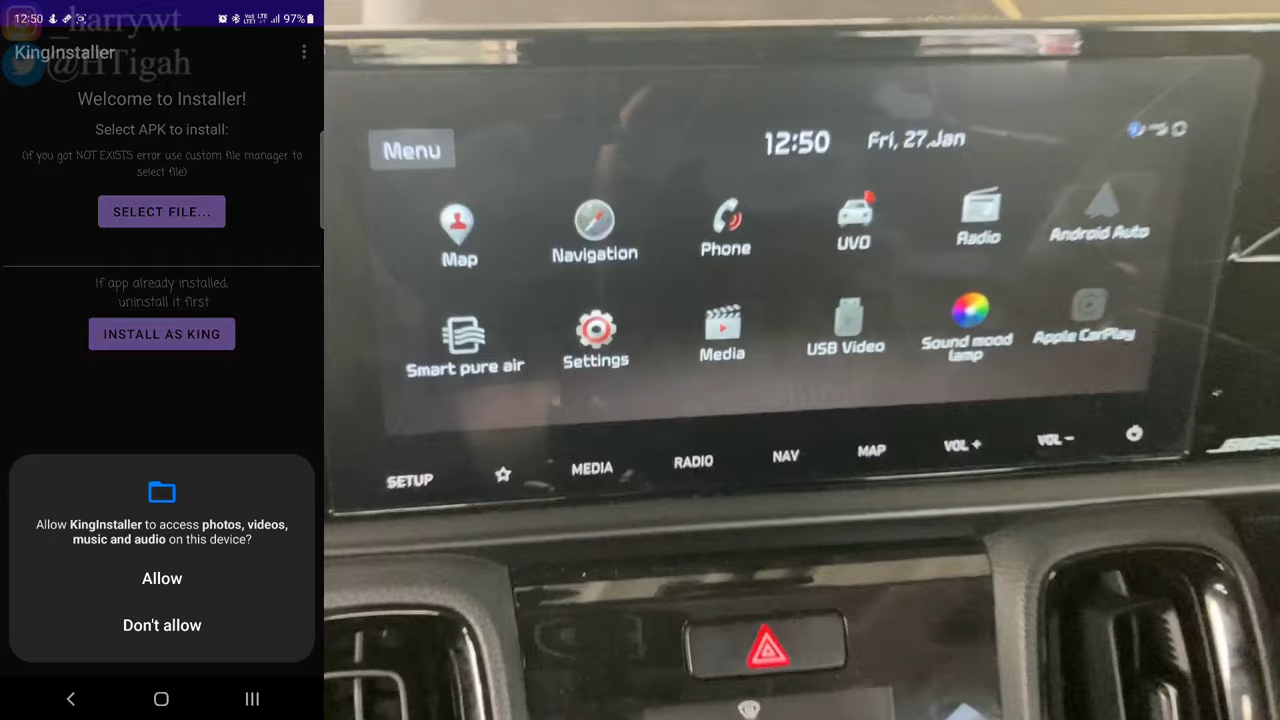 12:50
97%
_harrywt
KingInstaller
@HTigah
Welcome to Installer!
Select APK to install:
(if you got NOT EXISTS error use custom file manager to
select file)
SELECT FILE...
If app already installed,
uninstall it first
INSTALL AS KING
Allow KingInstaller to access photos, videos,
music and audio on this device?
Allow
Don't allow
Menu
12:50
Fri, 27.Jan
Map
Navigation
Phone
UVO
Radio
Android Auto
Smart pure air
Settings
Media
USB Video
Sound mood
lamp
Apple CarPlay
SETUP
MEDIA
RADIO
NAV
MAP
VOL +
VOL -